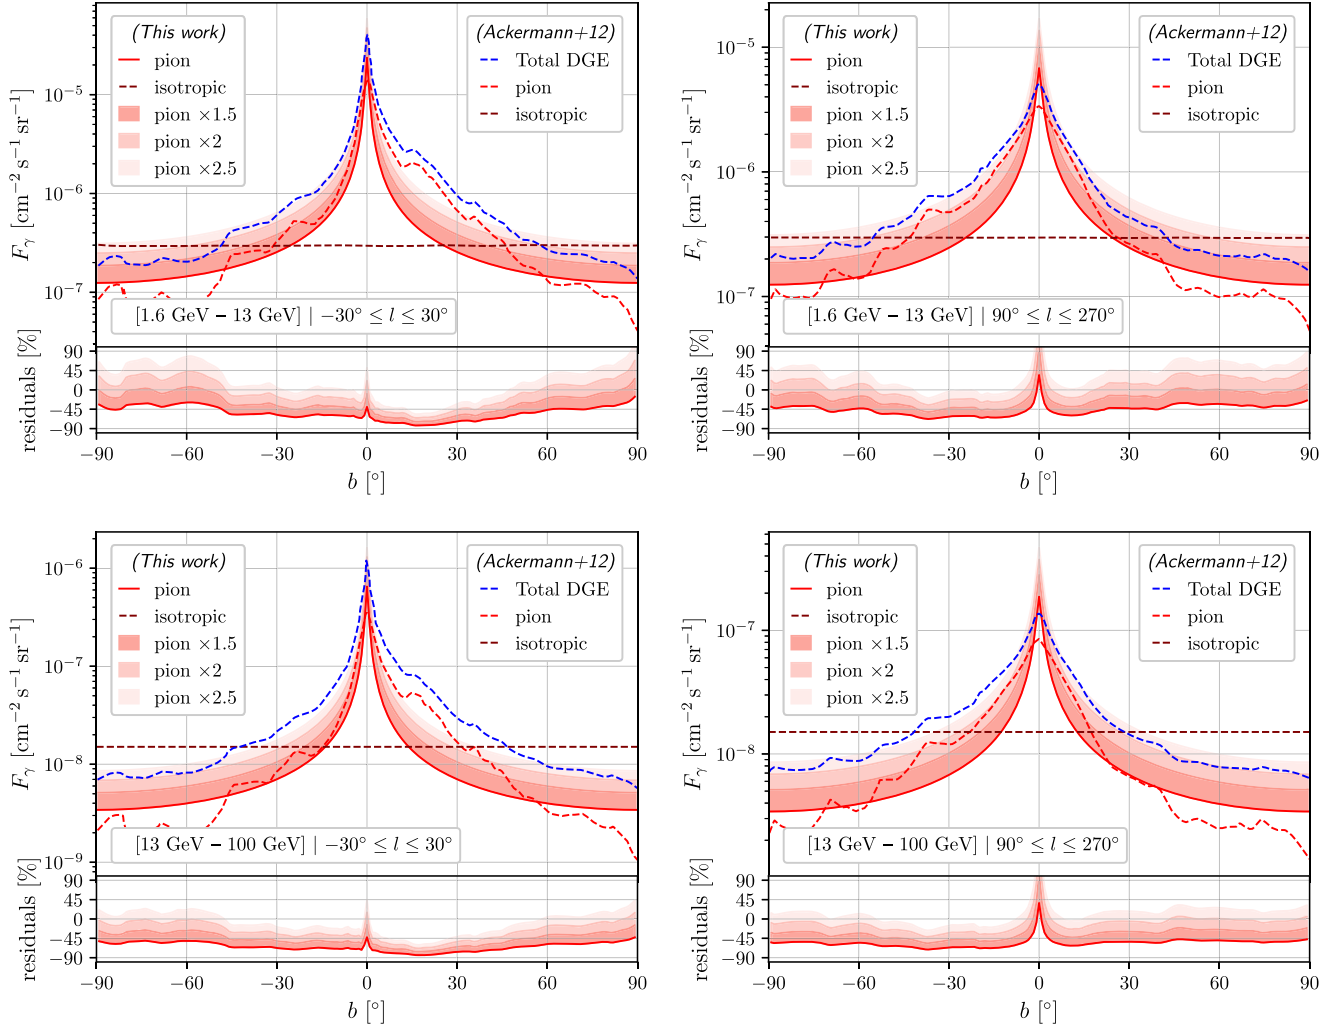 (This work)
pion
isotropic
pion ×1.5
pion ×2
pion ×2.5
(Ackermann+12)
Total DGE
pion
isotropic
10⁻⁵
10⁻⁶
10⁻⁷
F_γ [cm⁻² s⁻¹ sr⁻¹]
[1.6 GeV – 13 GeV] | −30° ≤ l ≤ 30°
residuals [%]
90
45
0
−45
−90
−90 −60 −30 0 30 60 90
b [°]
(This work)
pion
isotropic
pion ×1.5
pion ×2
pion ×2.5
(Ackermann+12)
Total DGE
pion
isotropic
10⁻⁵
10⁻⁶
10⁻⁷
F_γ [cm⁻² s⁻¹ sr⁻¹]
[1.6 GeV – 13 GeV] | 90° ≤ l ≤ 270°
residuals [%]
90
45
0
−45
−90
−90 −60 −30 0 30 60 90
b [°]
(This work)
pion
isotropic
pion ×1.5
pion ×2
pion ×2.5
(Ackermann+12)
Total DGE
pion
isotropic
10⁻⁶
10⁻⁷
10⁻⁸
10⁻⁹
F_γ [cm⁻² s⁻¹ sr⁻¹]
[13 GeV – 100 GeV] | −30° ≤ l ≤ 30°
residuals [%]
90
45
0
−45
−90
−90 −60 −30 0 30 60 90
b [°]
(This work)
pion
isotropic
pion ×1.5
pion ×2
pion ×2.5
(Ackermann+12)
Total DGE
pion
isotropic
10⁻⁷
10⁻⁸
F_γ [cm⁻² s⁻¹ sr⁻¹]
[13 GeV – 100 GeV] | 90° ≤ l ≤ 270°
residuals [%]
90
45
0
−45
−90
−90 −60 −30 0 30 60 90
b [°]